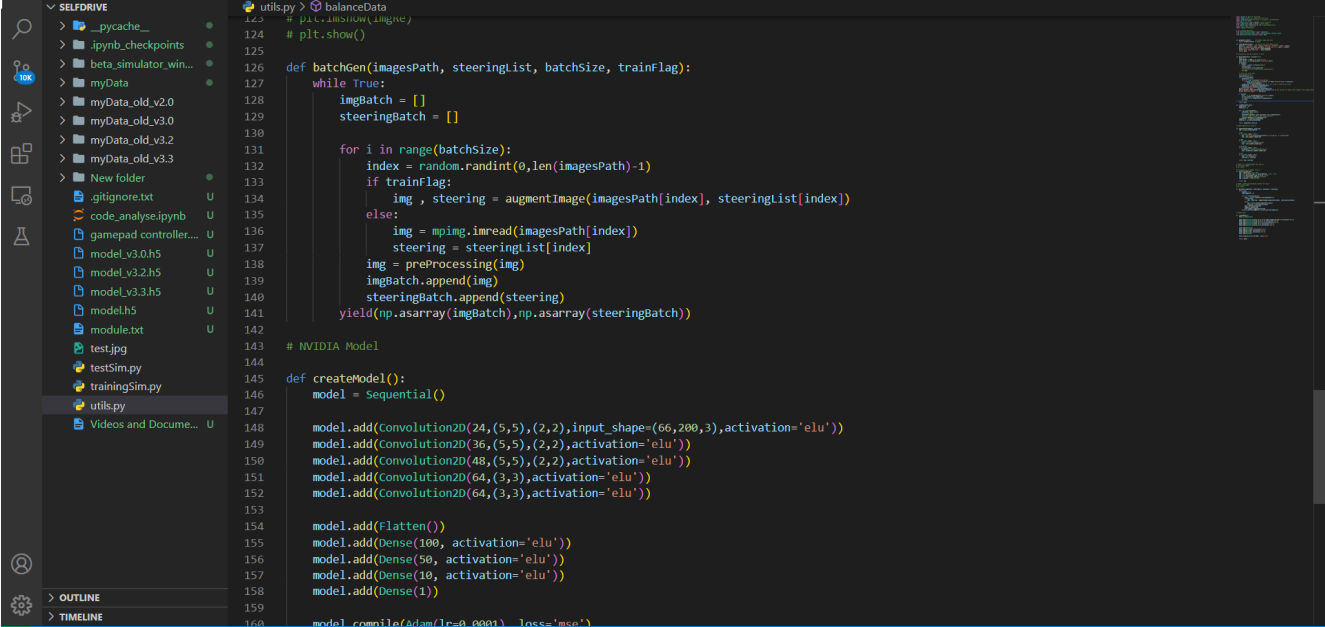 SELFDRIVE
__pycache__
.ipynb_checkpoints
beta_simulator_win...
myData
myData_old_v2.0
myData_old_v3.0
myData_old_v3.2
myData_old_v3.3
New folder
.gitignore.txt U
code_analyse.ipynb U
gamepad controller.... U
model_v3.0.h5 U
model_v3.2.h5 U
model_v3.3.h5 U
model.h5 U
module.txt U
test.jpg
testSim.py
trainingSim.py
utils.py
Videos and Docume... U
OUTLINE
TIMELINE
10K
utils.py > balanceData
123 # plt.imshow(imgRe)
124 # plt.show()
125
126 def batchGen(imagesPath, steeringList, batchSize, trainFlag):
127     while True:
128         imgBatch = []
129         steeringBatch = []
130
131         for i in range(batchSize):
132             index = random.randint(0,len(imagesPath)-1)
133             if trainFlag:
134                 img , steering = augmentImage(imagesPath[index], steeringList[index])
135             else:
136                 img = mpimg.imread(imagesPath[index])
137                 steering = steeringList[index]
138             img = preProcessing(img)
139             imgBatch.append(img)
140             steeringBatch.append(steering)
141         yield(np.asarray(imgBatch),np.asarray(steeringBatch))
142
143 # NVIDIA Model
144
145 def createModel():
146     model = Sequential()
147
148     model.add(Convolution2D(24,(5,5),(2,2),input_shape=(66,200,3),activation='elu'))
149     model.add(Convolution2D(36,(5,5),(2,2),activation='elu'))
150     model.add(Convolution2D(48,(5,5),(2,2),activation='elu'))
151     model.add(Convolution2D(64,(3,3),activation='elu'))
152     model.add(Convolution2D(64,(3,3),activation='elu'))
153
154     model.add(Flatten())
155     model.add(Dense(100, activation='elu'))
156     model.add(Dense(50, activation='elu'))
157     model.add(Dense(10, activation='elu'))
158     model.add(Dense(1))
159
160     model.compile(Adam(lr=0.0001), loss='mse')